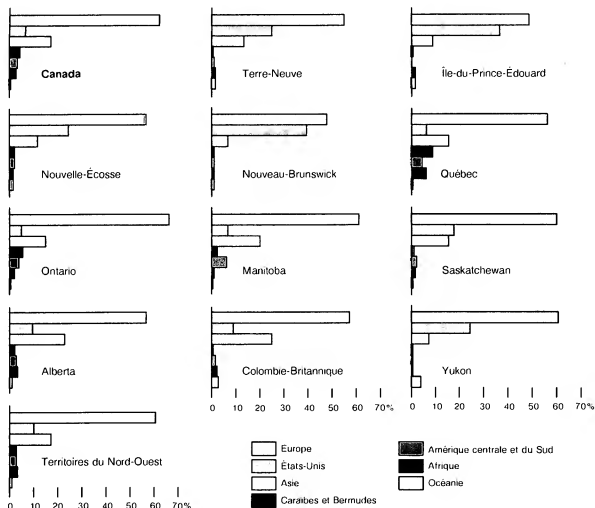 Canada
Terre-Neuve
Île-du-Prince-Édouard
Nouvelle-Écosse
Nouveau-Brunswick
Québec
Ontario
Manitoba
Saskatchewan
Alberta
Colombie-Britannique
Yukon
0 10 20 30 40 50 60 70%
0 10 20 30 40 50 60 70%
Territoires du Nord-Ouest
0 10 20 30 40 50 60 70%
Europe
États-Unis
Asie
Caraïbes et Bermudes
Amérique centrale et du Sud
Afrique
Océanie